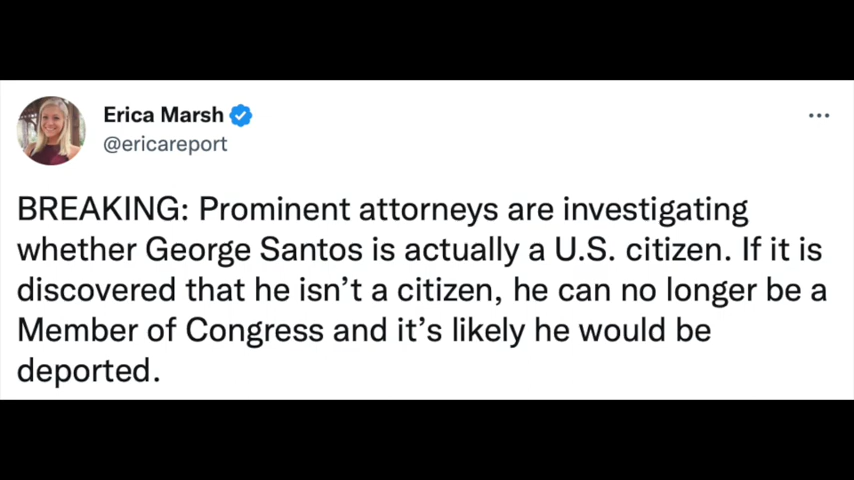 Erica Marsh
@ericareport
BREAKING: Prominent attorneys are investigating
whether George Santos is actually a U.S. citizen. If it is
discovered that he isn’t a citizen, he can no longer be a
Member of Congress and it’s likely he would be
deported.